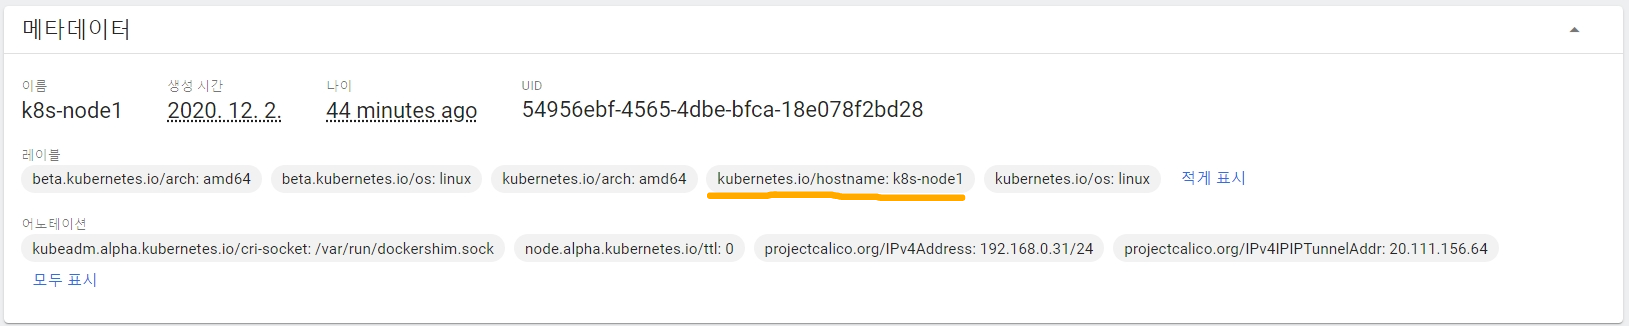 메타데이터
이름 생성 시간 나이 UID
k8s-node1 2020. 12. 2. 44 minutes ago 54956ebf-4565-4dbe-bfca-18e078f2bd28
레이블
beta.kubernetes.io/arch: amd64 beta.kubernetes.io/os: linux kubernetes.io/arch: amd64 kubernetes.io/hostname: k8s-node1 kubernetes.io/os: linux 적게 표시
어노테이션
kubeadm.alpha.kubernetes.io/cri-socket: /var/run/dockershim.sock node.alpha.kubernetes.io/ttl: 0 projectcalico.org/IPv4Address: 192.168.0.31/24 projectcalico.org/IPv4IPIPTunnelAddr: 20.111.156.64
모두 표시